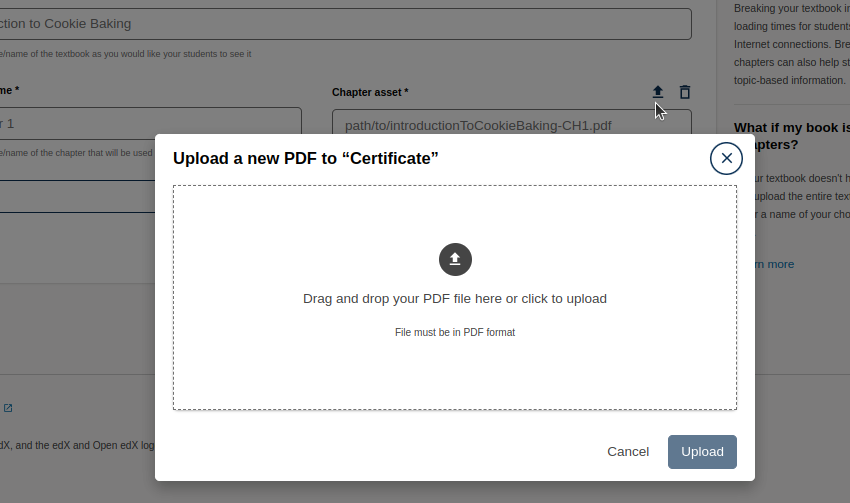 ction to Cookie Baking
e/name of the textbook as you would like your students to see it
me *
Chapter asset *
r 1
path/to/introductionToCookieBaking-CH1.pdf
e/name of the chapter that will be used
Breaking your textbook in
loading times for students
Internet connections. Bre
chapters can also help st
topic-based information.
What if my book is
apters?
ur textbook doesn't h
upload the entire tex
r a name of your cho
rn more
Upload a new PDF to “Certificate”
Drag and drop your PDF file here or click to upload
File must be in PDF format
Cancel
Upload
dX, and the edX and Open edX log